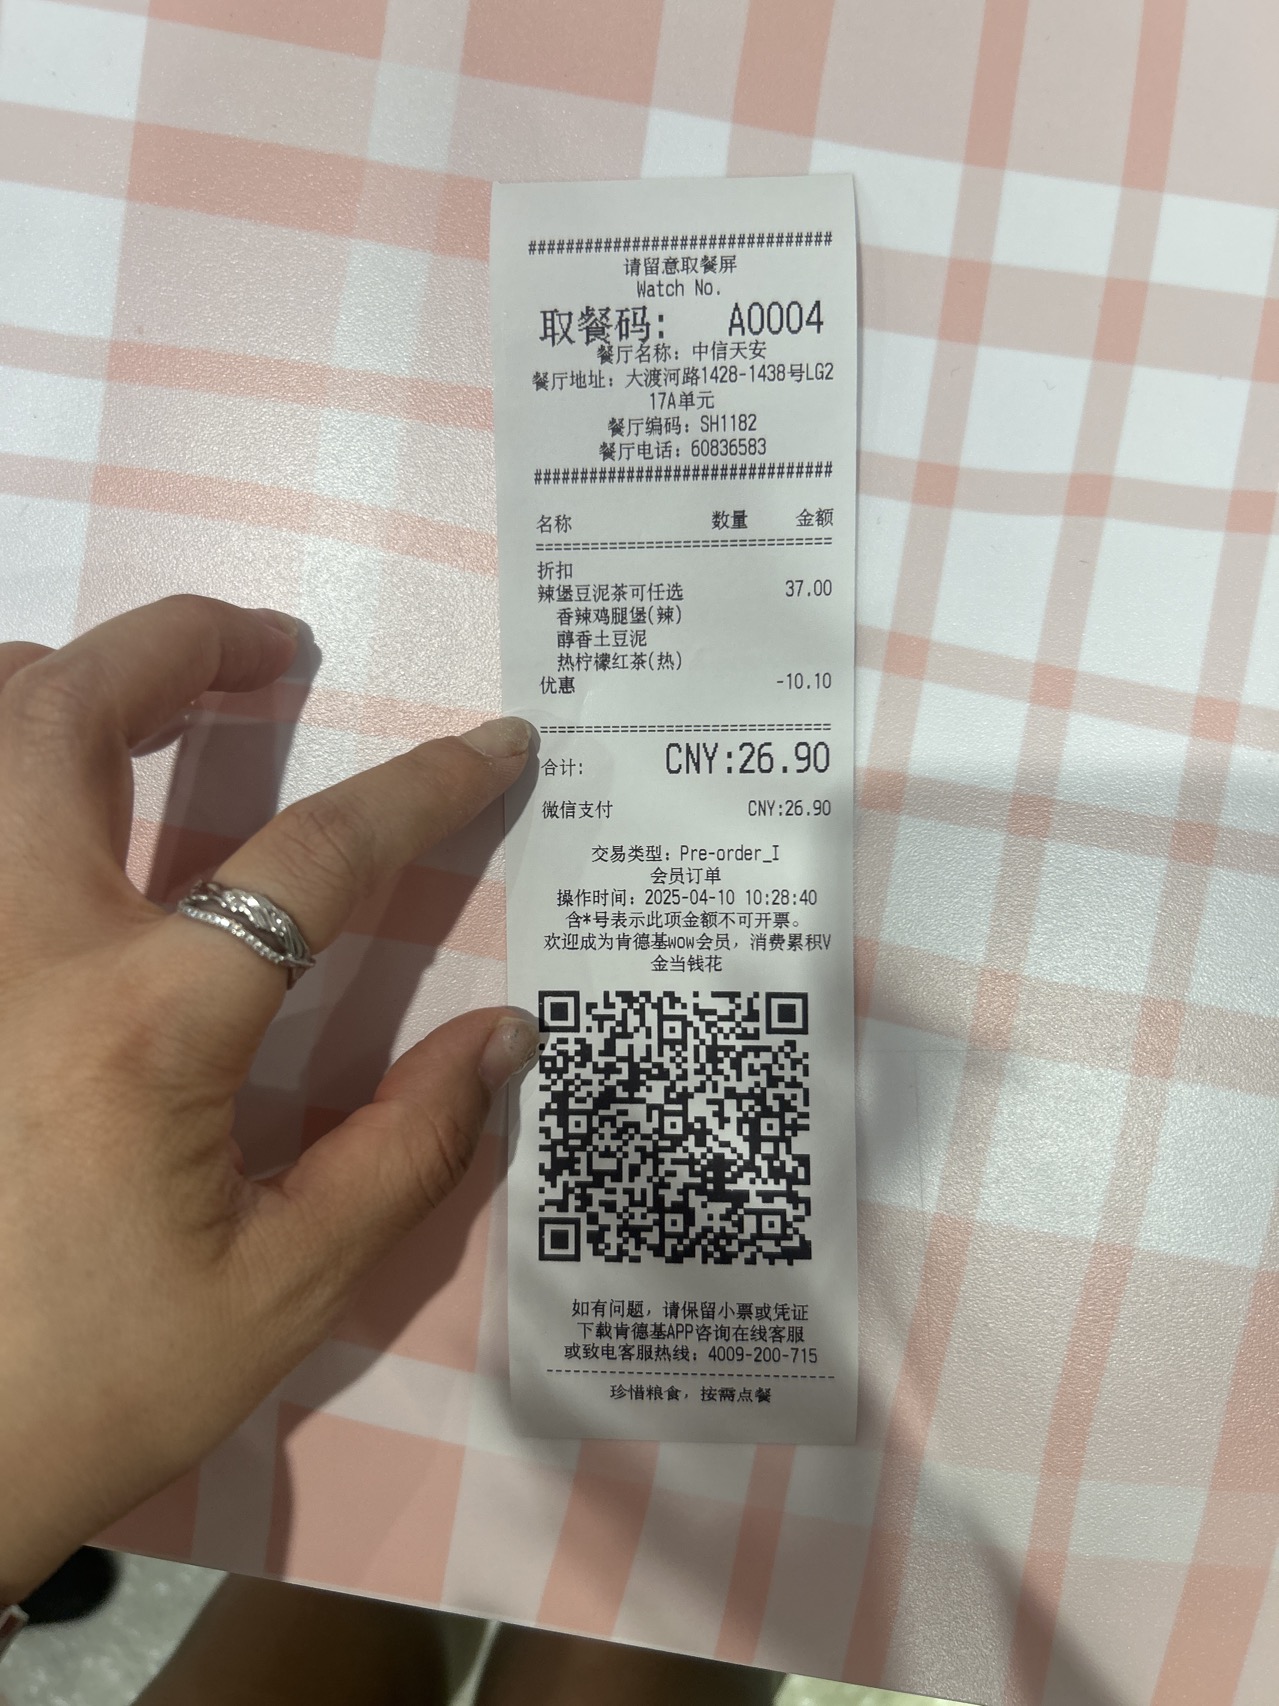 ################################
请留意取餐屏
Watch No.
取餐码： A0004
餐厅名称：中信天安
餐厅地址：大渡河路1428-1438号LG2
17A单元
餐厅编码：SH1182
餐厅电话：60836583
################################
名称 数量 金额
================================
折扣
辣堡豆泥茶可任选 37.00
香辣鸡腿堡(辣)
醇香土豆泥
热柠檬红茶(热)
优惠 -10.10
================================
合计: CNY:26.90
微信支付 CNY:26.90
交易类型：Pre-order_I
会员订单
操作时间：2025-04-10 10:28:40
含*号表示此项金额不可开票。
欢迎成为肯德基wow会员，消费累积V
金当钱花
如有问题，请保留小票或凭证
下载肯德基APP咨询在线客服
或致电客服热线：4009-200-715
--------------------------------
珍惜粮食，按需点餐